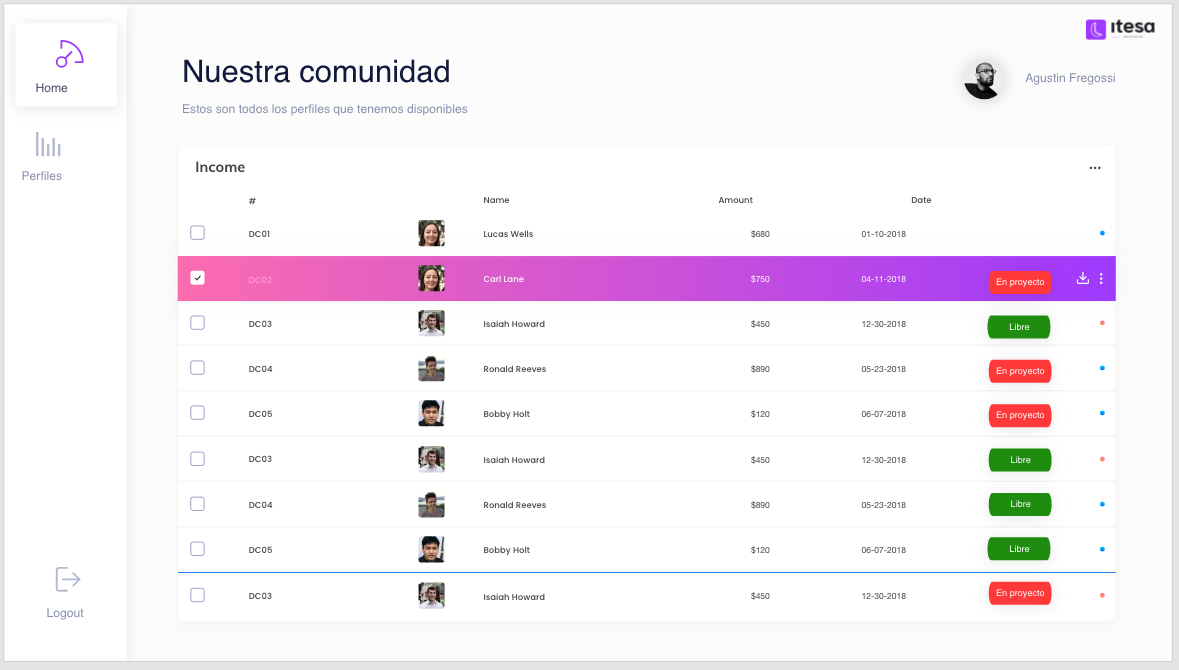 ıtesa
Home
Nuestra comunidad
Agustin Fregossi
Estos son todos los perfiles que tenemos disponibles
Perfiles
Income
# Name Amount Date
DC01 Lucas Wells $680 01-10-2018
DC02 Carl Lane $750 04-11-2018 En proyecto
DC03 Isaiah Howard $450 12-30-2018 Libre
DC04 Ronald Reeves $890 05-23-2018 En proyecto
DC05 Bobby Holt $120 06-07-2018 En proyecto
DC03 Isaiah Howard $450 12-30-2018 Libre
DC04 Ronald Reeves $890 05-23-2018 Libre
DC05 Bobby Holt $120 06-07-2018 Libre
DC03 Isaiah Howard $450 12-30-2018 En proyecto
Logout